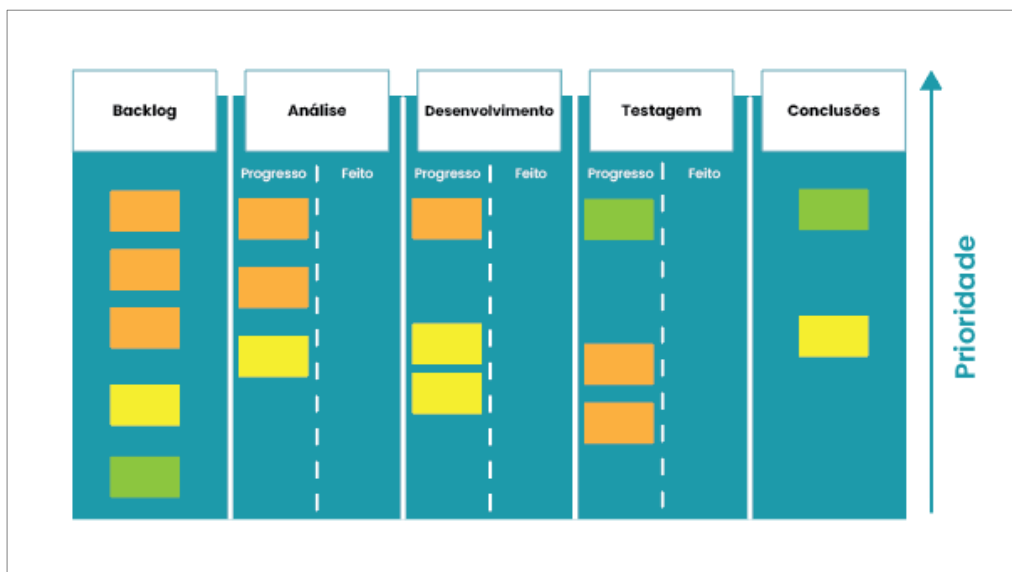 Backlog
Análise
Desenvolvimento
Testagem
Conclusões
Progresso
Feito
Progresso
Feito
Progresso
Feito
Prioridade